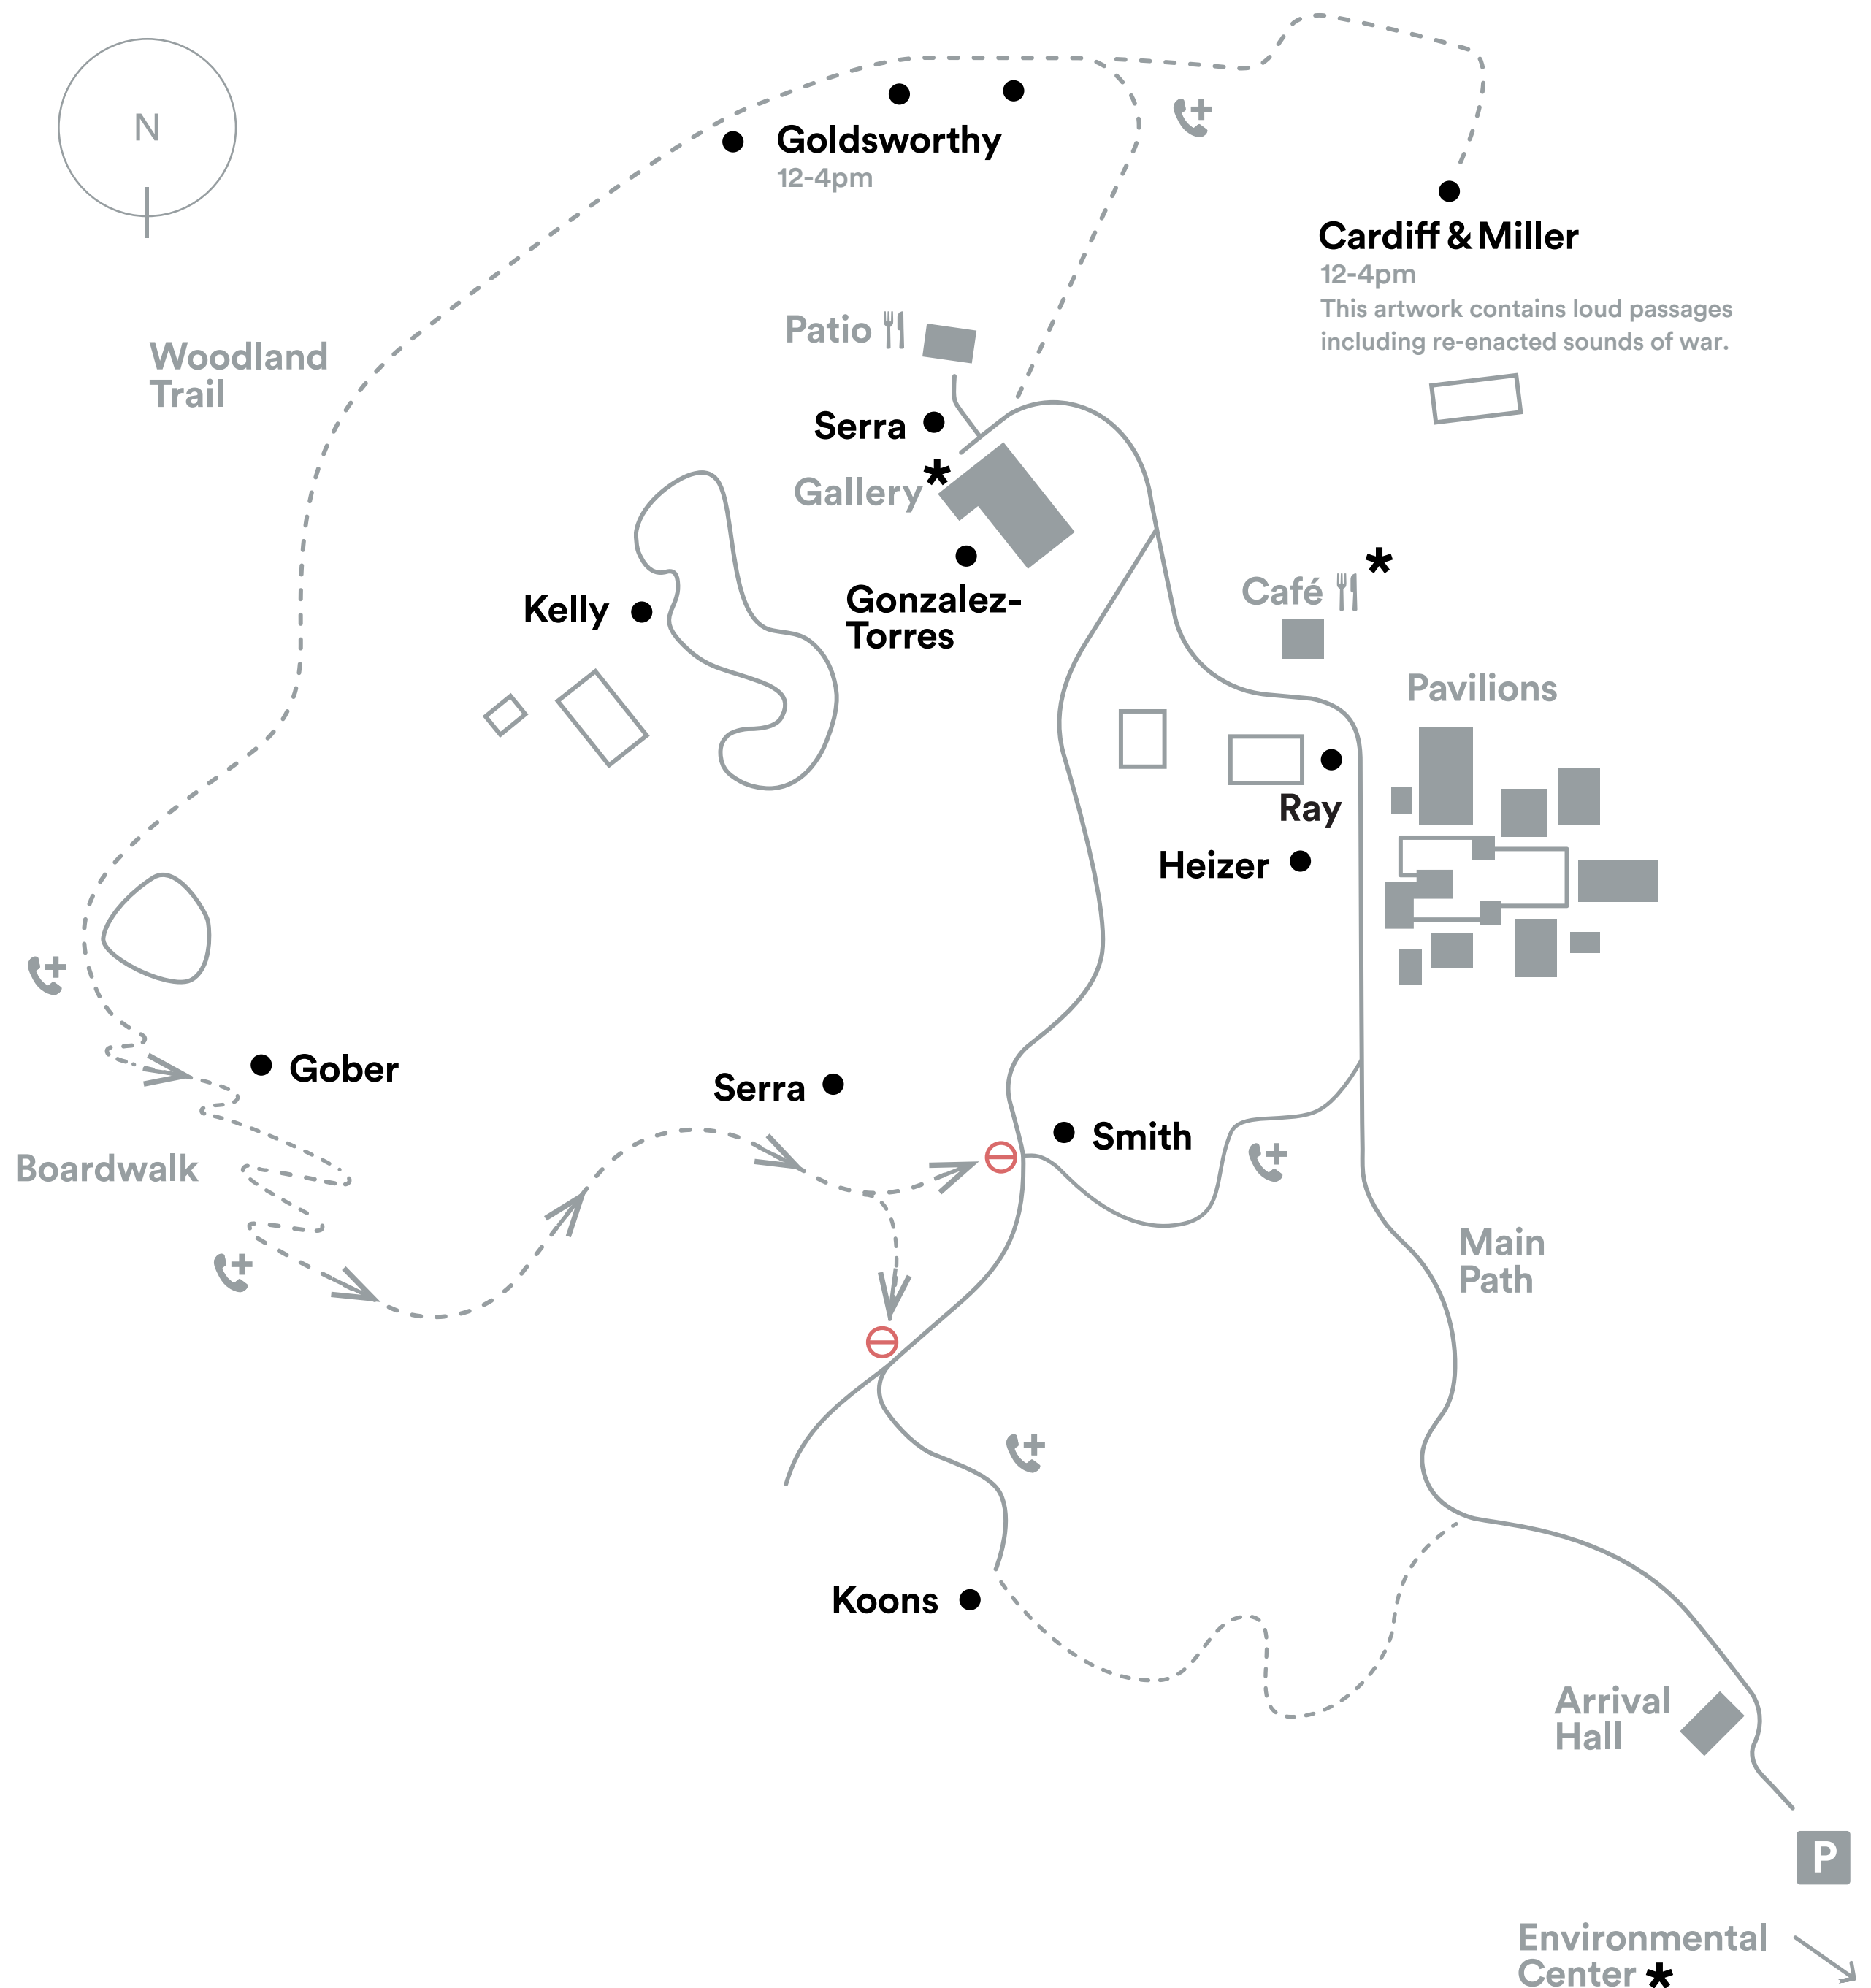 N
Goldsworthy
12-4pm
Cardiff & Miller
12-4pm
This artwork contains loud passages
including re-enacted sounds of war.
Woodland
Trail
Patio
Serra
Gallery*
Gonzalez-
Torres
Kelly
Café *
Pavilions
Ray
Heizer
Gober
Serra
Smith
Boardwalk
Main
Path
Koons
Arrival
Hall
P
Environmental
Center *